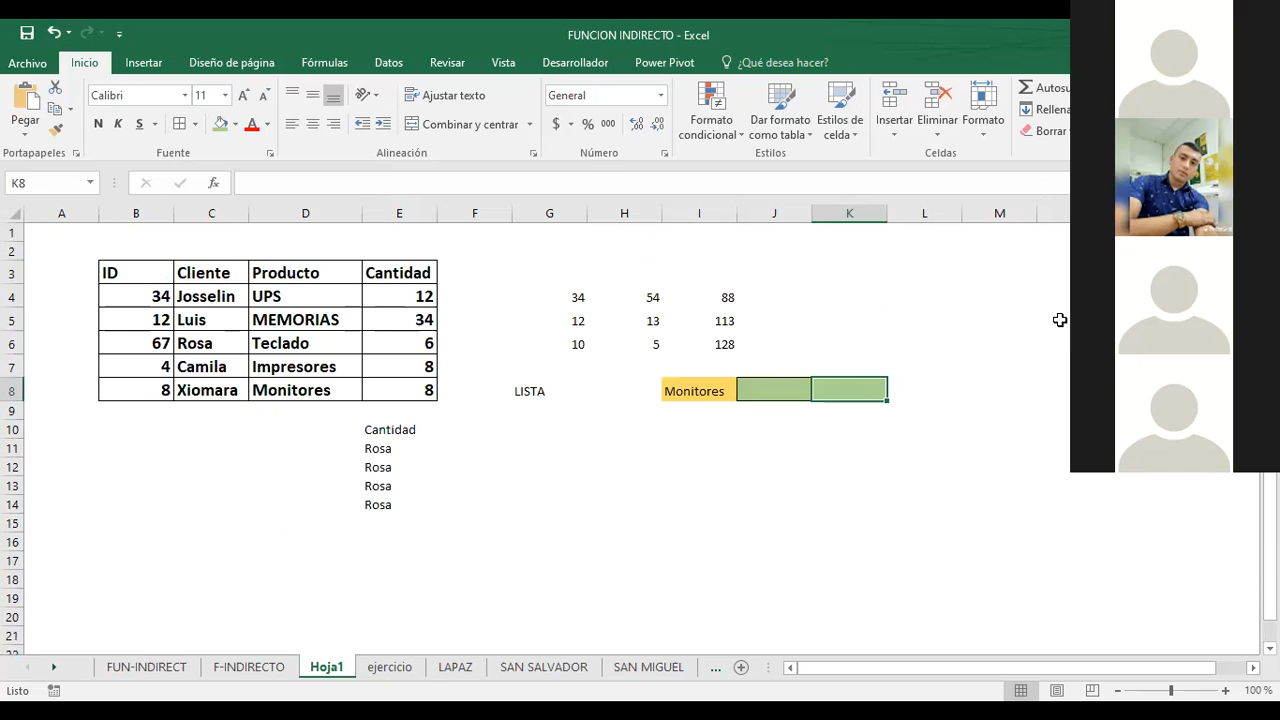 FUNCION INDIRECTO - Excel
Archivo Inicio Insertar Diseño de página Fórmulas Datos Revisar Vista Desarrollador Power Pivot ¿Qué desea hacer?
Calibri 11 Ajustar texto General Autosu
Pegar N K S Combinar y centrar $ % 000 Formato condicional Dar formato como tabla Estilos de celda Insertar Eliminar Formato Rellena
Borrar
Portapapeles Fuente Alineación Número Estilos Celdas
K8 fx
A B C D E F G H I J K L M
1
2
3 ID Cliente Producto Cantidad
4 34 Josselin UPS 12 34 54 88
5 12 Luis MEMORIAS 34 12 13 113
6 67 Rosa Teclado 6 10 5 128
7 4 Camila Impresores 8
8 8 Xiomara Monitores 8 LISTA Monitores
9
10 Cantidad
11 Rosa
12 Rosa
13 Rosa
14 Rosa
15
16
17
18
19
20
21
FUN-INDIRECT F-INDIRECTO Hoja1 ejercicio LAPAZ SAN SALVADOR SAN MIGUEL ...
Listo 100 %